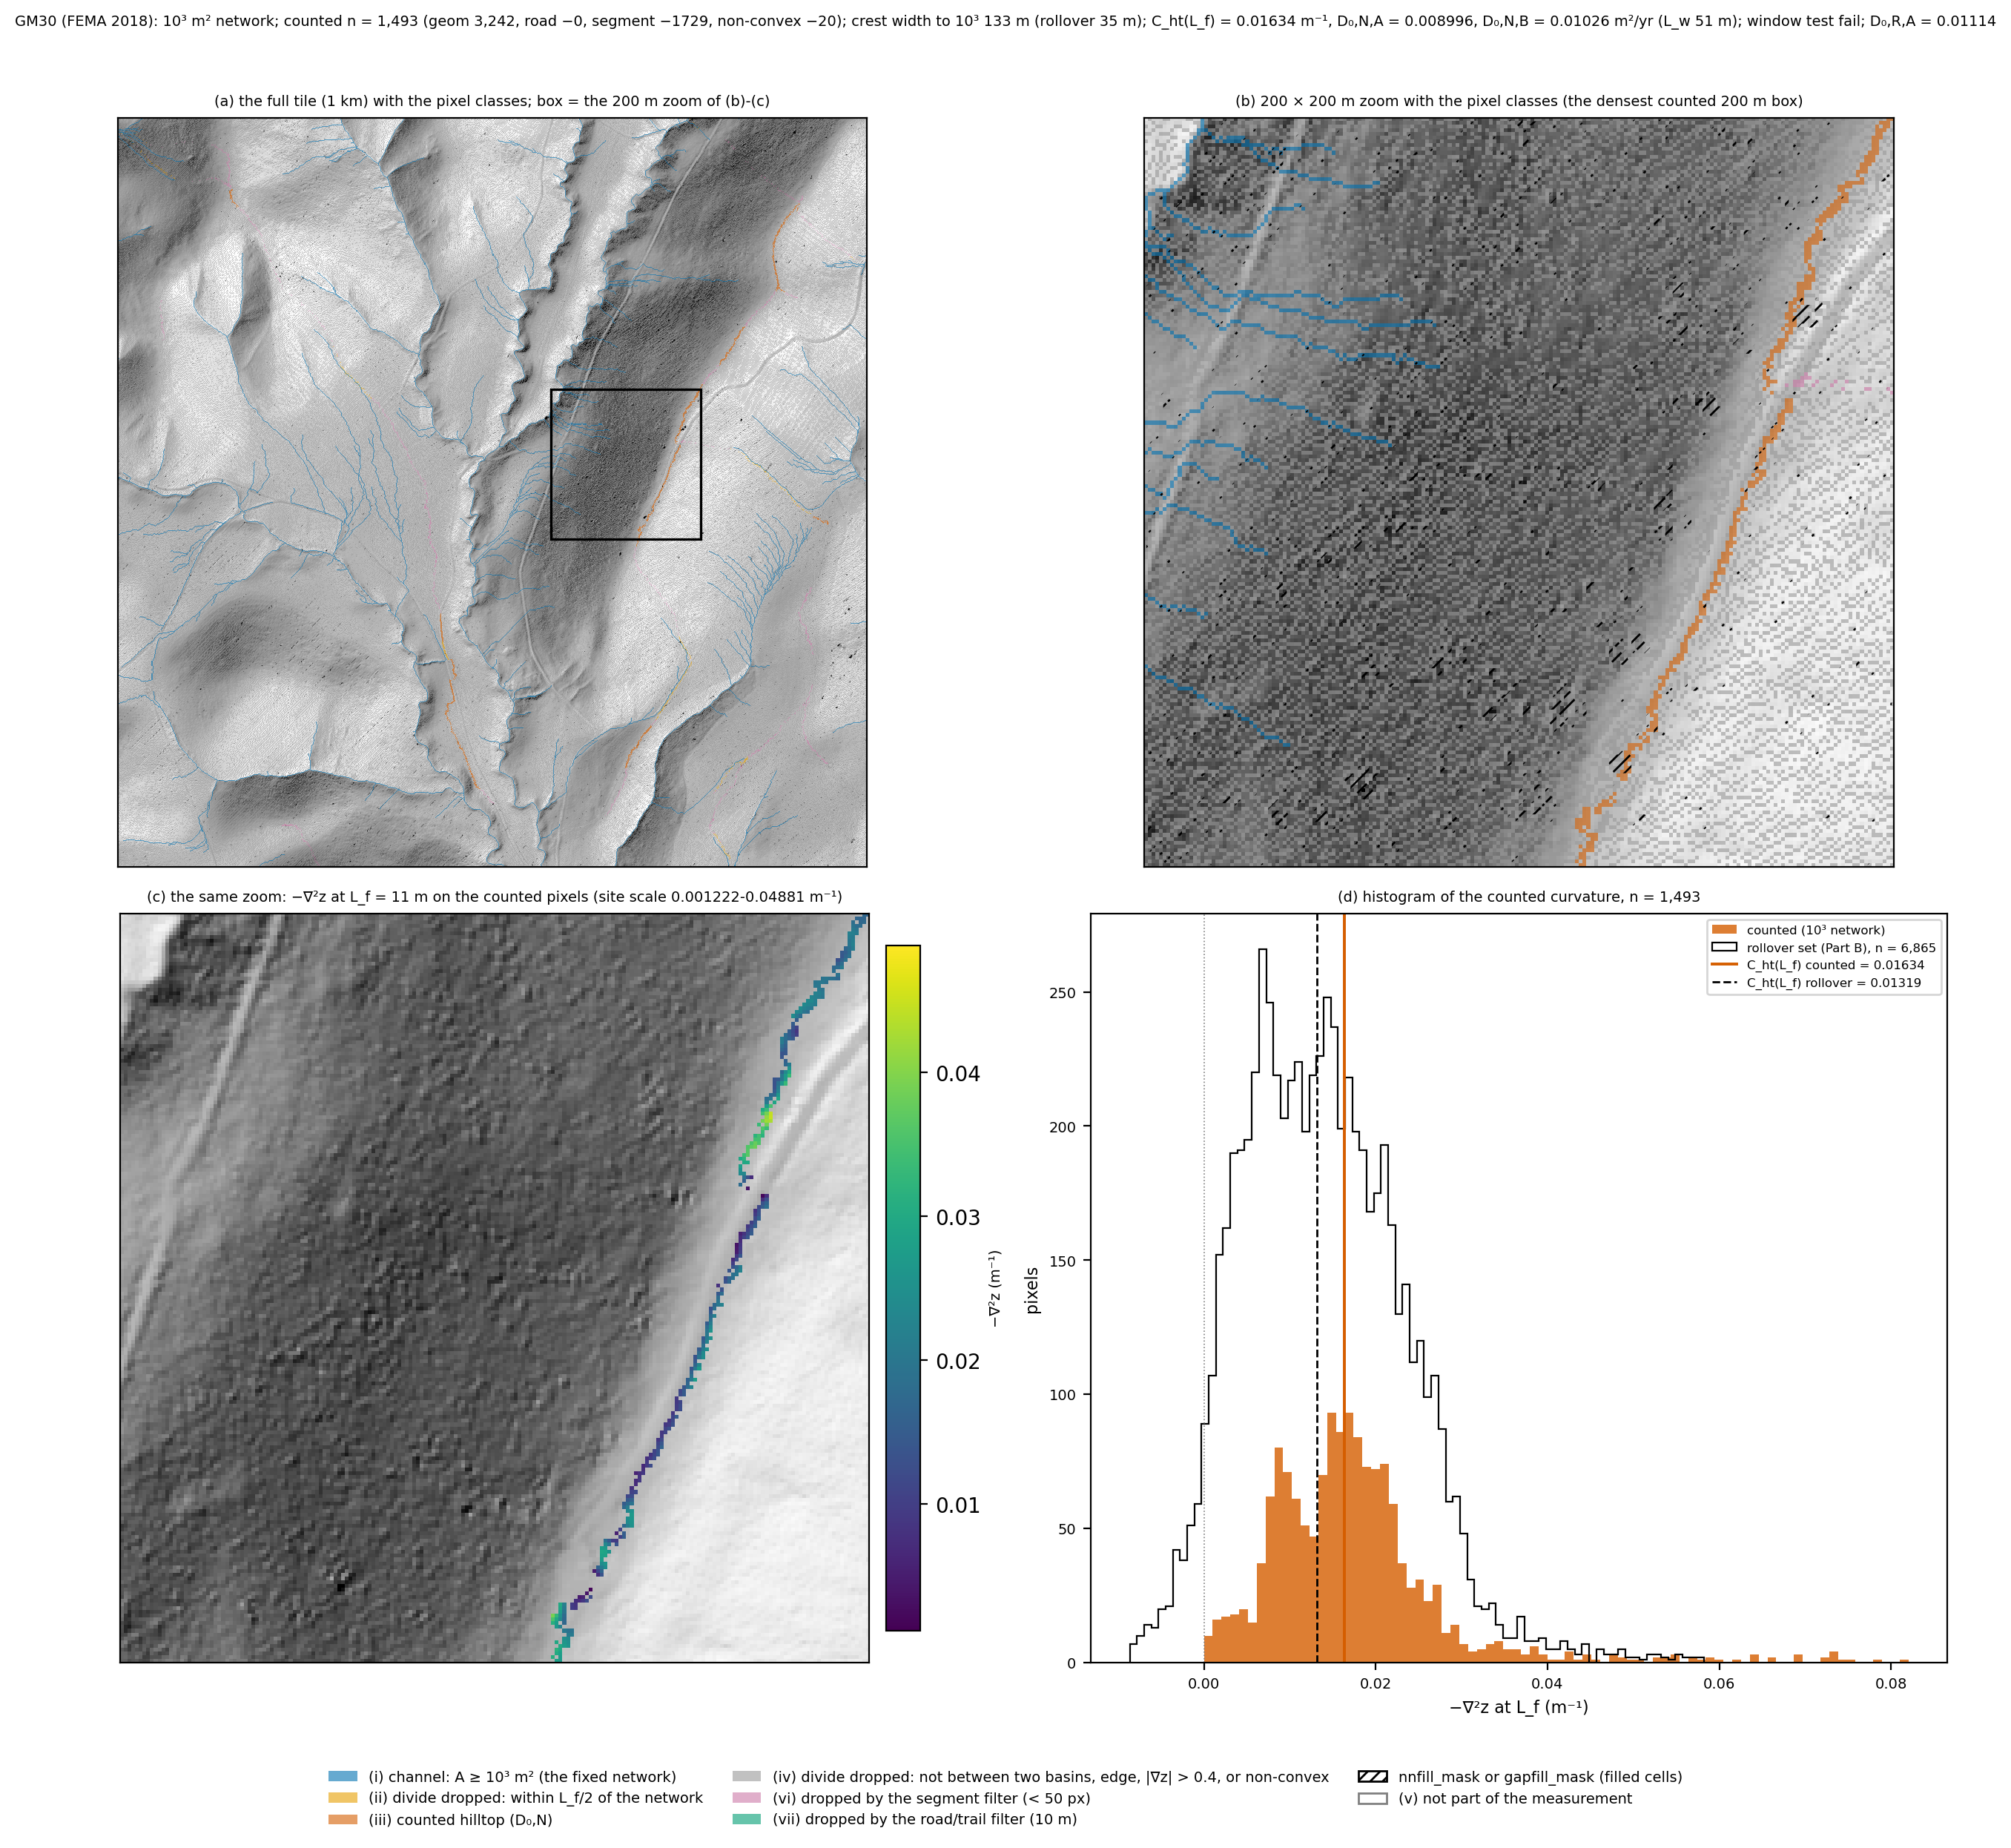 GM30 (FEMA 2018): 10³ m² network; counted n = 1,493 (geom 3,242, road −0, segment −1729, non-convex −20); crest width to 10³ 133 m (rollover 35 m); C_ht(L_f) = 0.01634 m⁻¹, D₀,N,A = 0.008996, D₀,N,B = 0.01026 m²/yr (L_w 51 m); window test fail; D₀,R,A = 0.01114
(a) the full tile (1 km) with the pixel classes; box = the 200 m zoom of (b)-(c)
(b) 200 × 200 m zoom with the pixel classes (the densest counted 200 m box)
(c) the same zoom: −∇²z at L_f = 11 m on the counted pixels (site scale 0.001222-0.04881 m⁻¹)
0.04
0.03
0.02
0.01
−∇²z (m⁻¹)
(d) histogram of the counted curvature, n = 1,493
counted (10³ network)
rollover set (Part B), n = 6,865
C_ht(L_f) counted = 0.01634
C_ht(L_f) rollover = 0.01319
250
200
150
100
50
0
pixels
0.00 0.02 0.04 0.06 0.08
−∇²z at L_f (m⁻¹)
(i) channel: A ≥ 10³ m² (the fixed network)
(ii) divide dropped: within L_f/2 of the network
(iii) counted hilltop (D₀,N)
(iv) divide dropped: not between two basins, edge, |∇z| > 0.4, or non-convex
(vi) dropped by the segment filter (< 50 px)
(vii) dropped by the road/trail filter (10 m)
nnfill_mask or gapfill_mask (filled cells)
(v) not part of the measurement